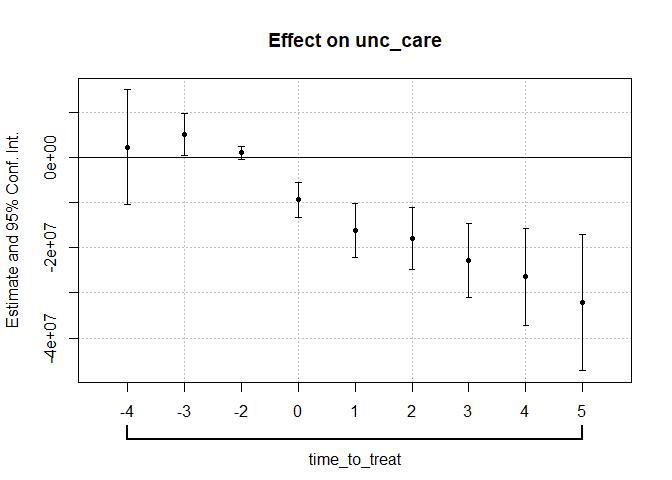 Effect on unc_care
Estimate and 95% Conf. Int.
0e+00
-2e+07
-4e+07
-4 -3 -2 0 1 2 3 4 5
time_to_treat